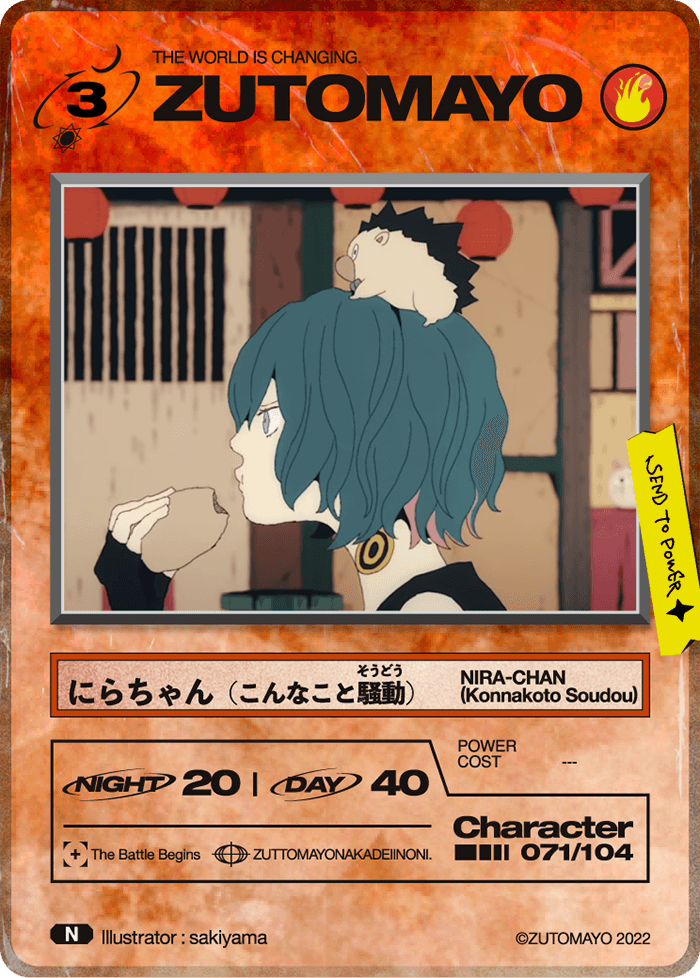 THE WORLD IS CHANGING.
3
ZUTOMAYO
SEND TO POWER
にらちゃん（こんなこと騒動）
そうどう
NIRA-CHAN
(Konnakoto Soudou)
NIGHT 20 | DAY 40
POWER
COST ---
The Battle Begins
ZUTTOMAYONAKADEIINONI.
Character
071/104
N
Illustrator : sakiyama
©ZUTOMAYO 2022